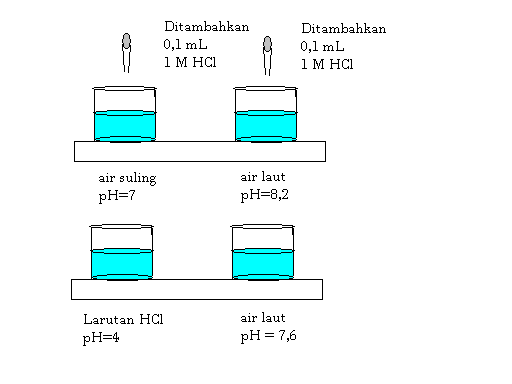 Ditambahkan
0,1 mL
1 M HCl
Ditambahkan
0,1 mL
1 M HCl
air suling
pH=7
air laut
pH=8,2
Larutan HCl
pH=4
air laut
pH = 7,6